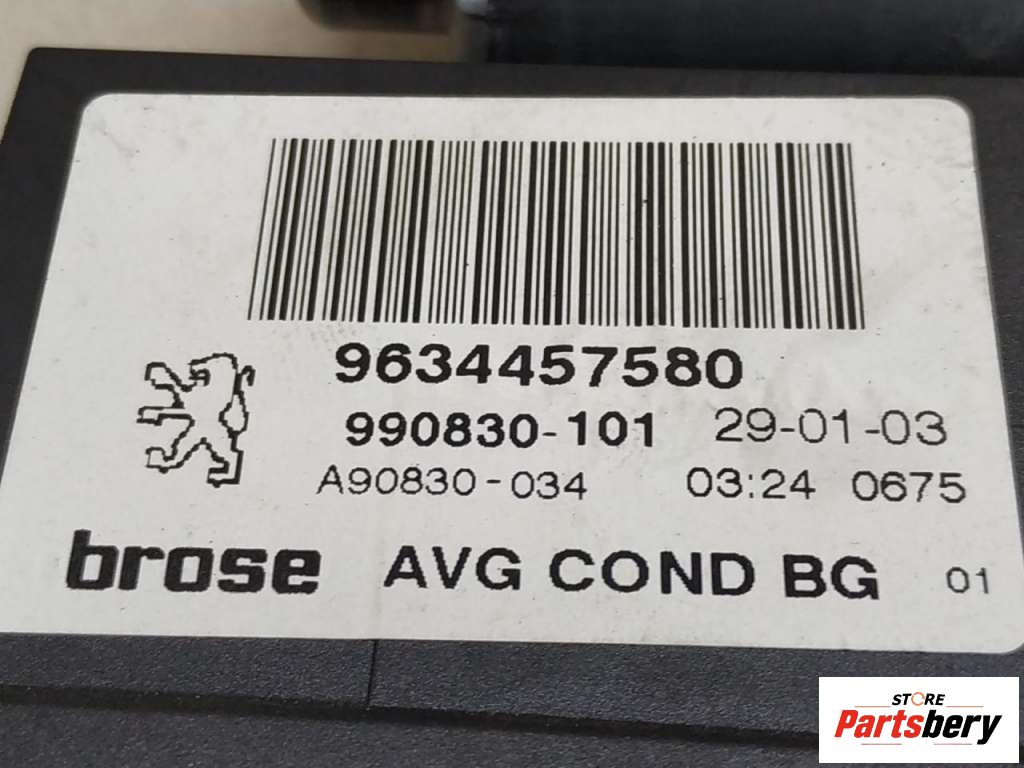 9634457580
990830-101 29-01-03
A90830-034 03:24 0675
brose AVG COND BG 01
STORE
Partsbery